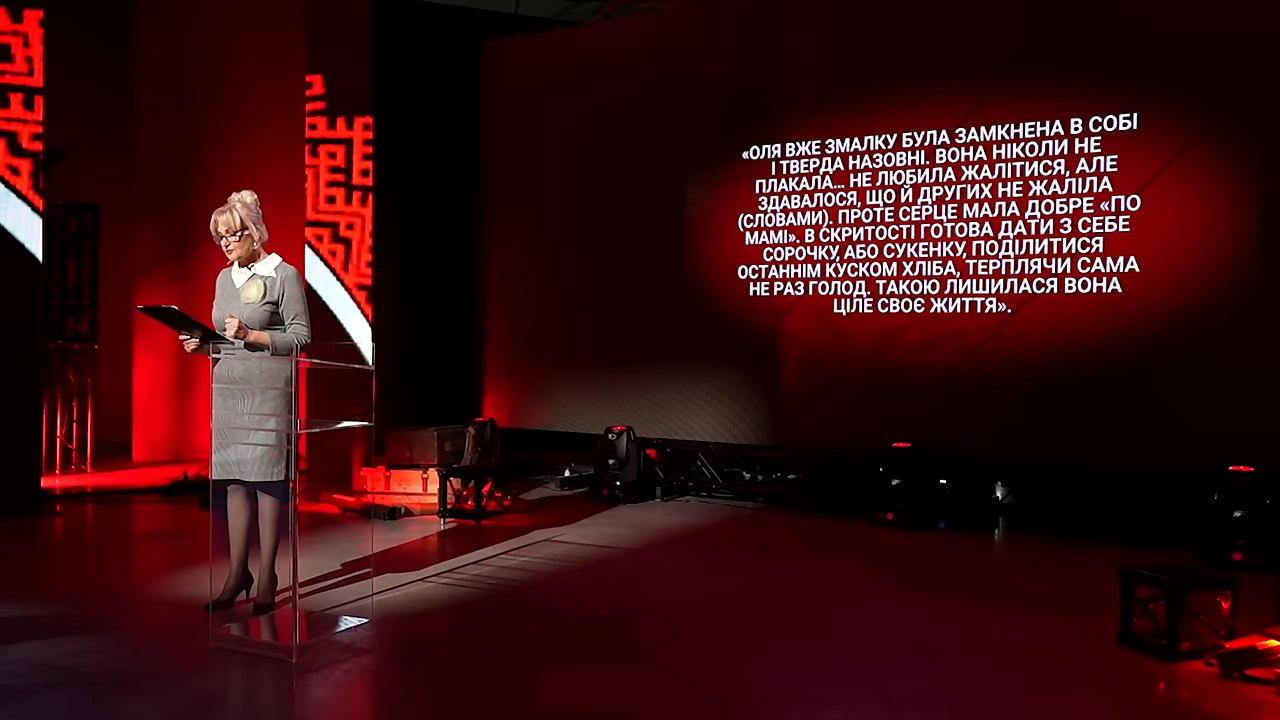 «ОЛЯ ВЖЕ ЗМАЛКУ БУЛА ЗАМКНЕНА В СОБІ
І ТВЕРДА НАЗОВНІ. ВОНА НІКОЛИ НЕ
ПЛАКАЛА... НЕ ЛЮБИЛА ЖАЛІТИСЯ, АЛЕ
ЗДАВАЛОСЯ, ЩО Й ДРУГИХ НЕ ЖАЛІЛА
(СЛОВАМИ). ПРОТЕ СЕРЦЕ МАЛА ДОБРЕ «ПО
МАМІ». В СКРИТОСТІ ГОТОВА ДАТИ З СЕБЕ
СОРОЧКУ, АБО СУКЕНКУ, ПОДІЛИТИСЯ
ОСТАННІМ КУСКОМ ХЛІБА, ТЕРПЛЯЧИ САМА
НЕ РАЗ ГОЛОД. ТАКОЮ ЛИШИЛАСЯ ВОНА
ЦІЛЕ СВОЄ ЖИТТЯ».